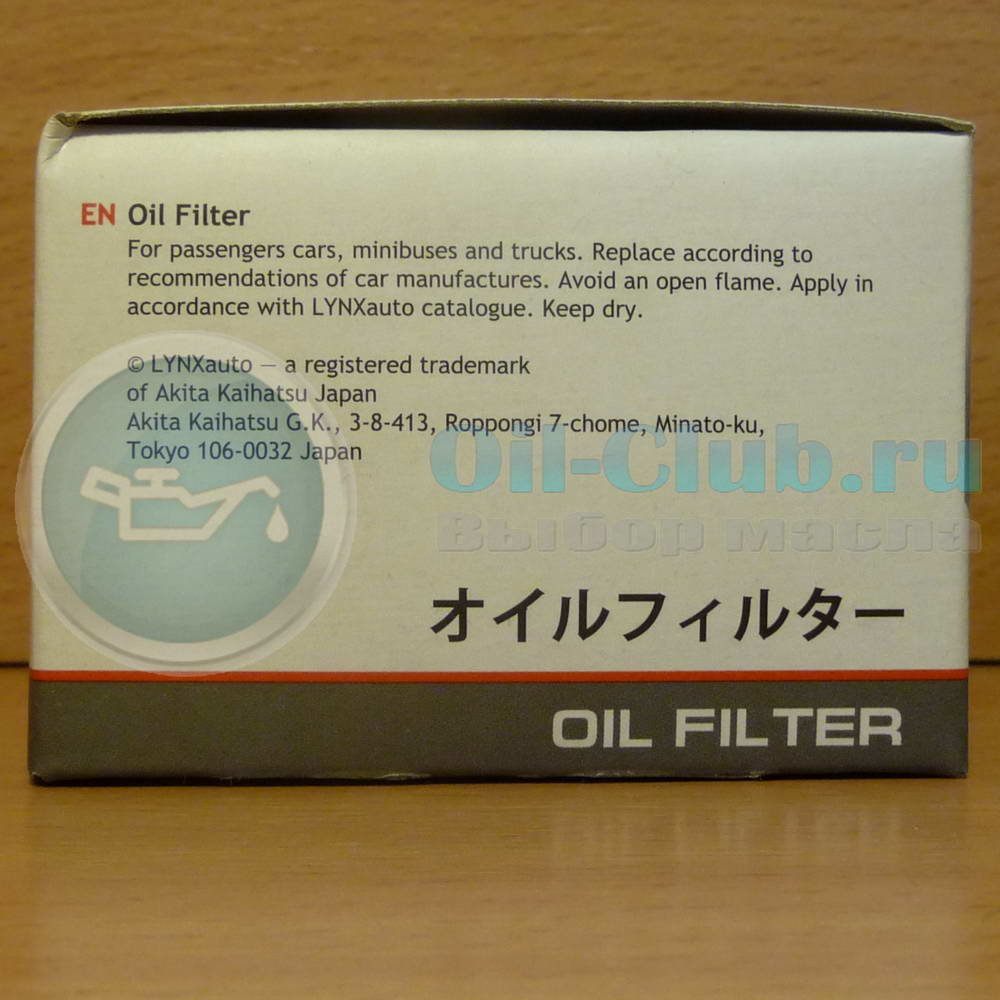 EN Oil Filter
For passengers cars, minibuses and trucks. Replace according to
recommendations of car manufactures. Avoid an open flame. Apply in
accordance with LYNXauto catalogue. Keep dry.
© LYNXauto — a registered trademark
of Akita Kaihatsu Japan
Akita Kaihatsu G.K., 3-8-413, Roppongi 7-chome, Minato-ku,
Tokyo 106-0032 Japan
Oil-Club.ru
Выбор масла
オイルフィルター
OIL FILTER